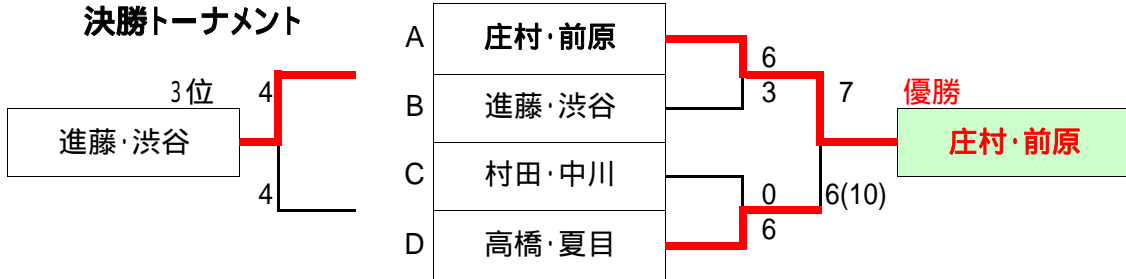 決勝トーナメント
A 庄村・前原
6
3位 4 3 7 優勝
B 進藤・渋谷
進藤・渋谷 庄村・前原
C 村田・中川
4 0 6(10)
6
D 高橋・夏目